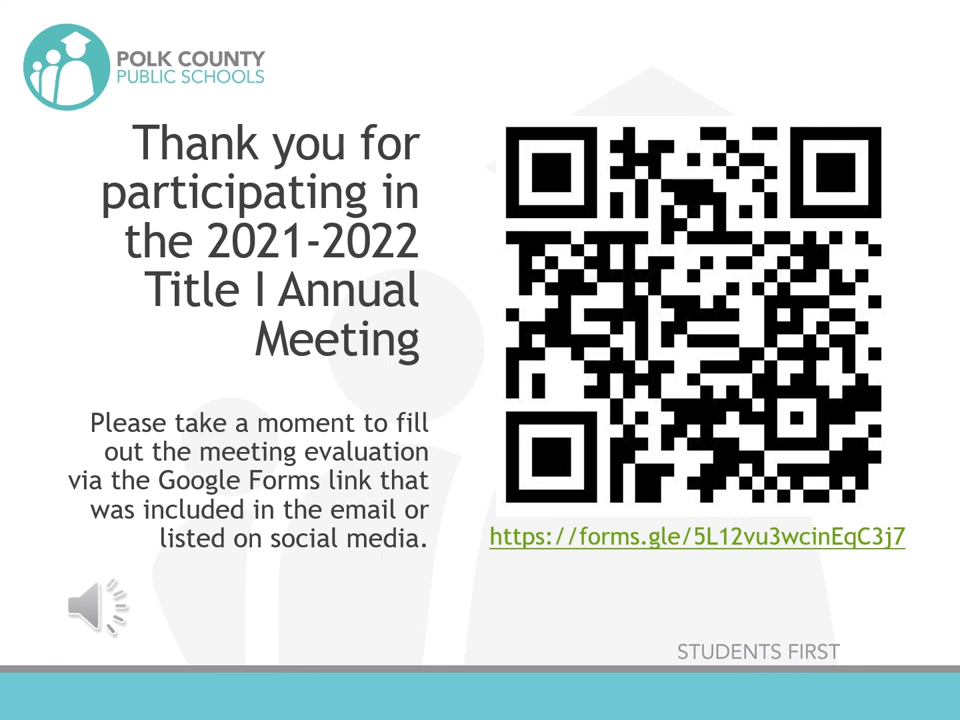 POLK COUNTY
PUBLIC SCHOOLS
Thank you for
participating in
the 2021-2022
Title I Annual
Meeting
Please take a moment to fill
out the meeting evaluation
via the Google Forms link that
was included in the email or
listed on social media.
https://forms.gle/5L12vu3wcinEqC3j7
STUDENTS FIRST